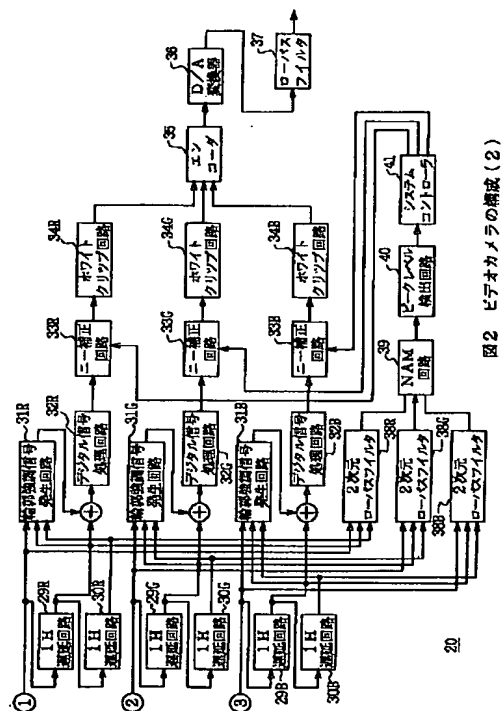 ①
1H
遅延回路
29R
1H
遅延回路
30R
輪郭強調信号
発生回路
31R
デジタル信号
処理回路
32R
ニー補正
回路
33R
ホワイト
クリップ回路
34R
②
1H
遅延回路
29G
1H
遅延回路
30G
輪郭強調信号
発生回路
31G
デジタル信号
処理回路
32G
ニー補正
回路
33G
ホワイト
クリップ回路
34G
③
1H
遅延回路
29B
1H
遅延回路
30B
輪郭強調信号
発生回路
31B
デジタル信号
処理回路
32B
ニー補正
回路
33B
ホワイト
クリップ回路
34B
エン
コーダ
35
D/A
変換器
36
ローパス
フィルタ
37
2次元
ローパスフィルタ
38R
2次元
ローパスフィルタ
38G
2次元
ローパスフィルタ
38B
NAM
回路
39
ピークレベル
検出回路
40
システム
コントローラ
41
20
図2 ビデオカメラの構成(2)